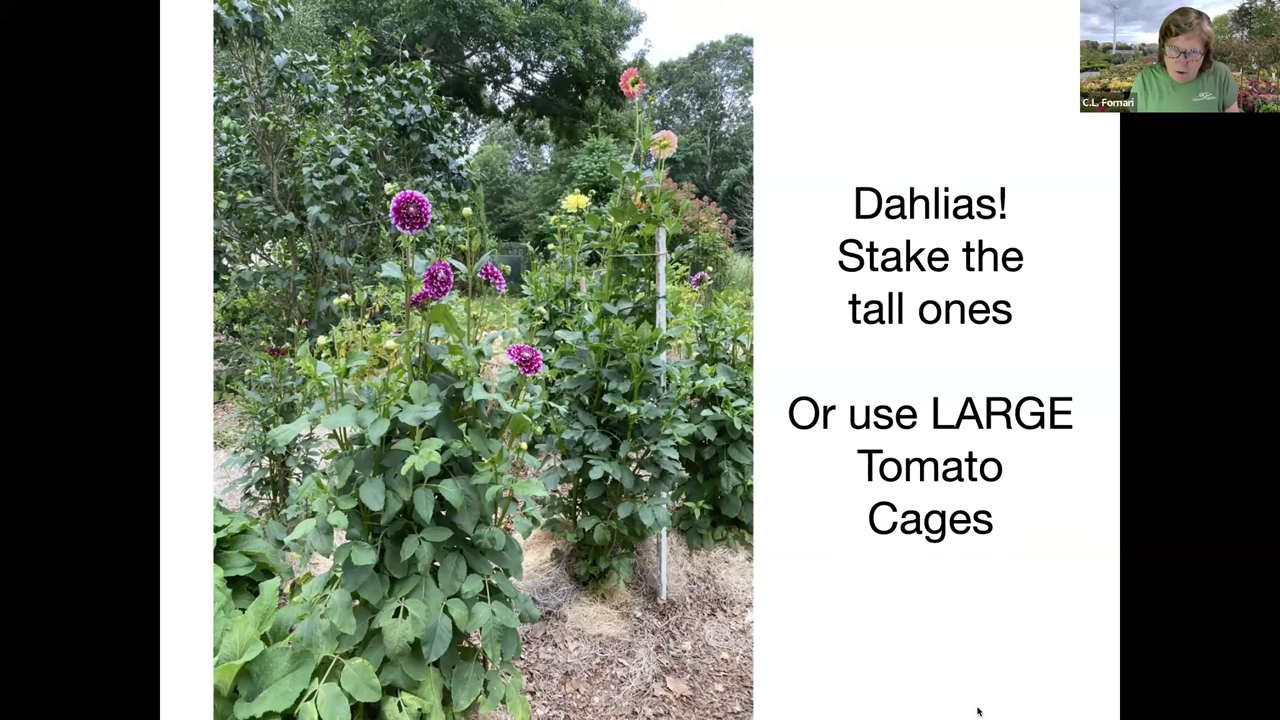 C.L. Fornari
Dahlias!
Stake the
tall ones
Or use LARGE
Tomato
Cages